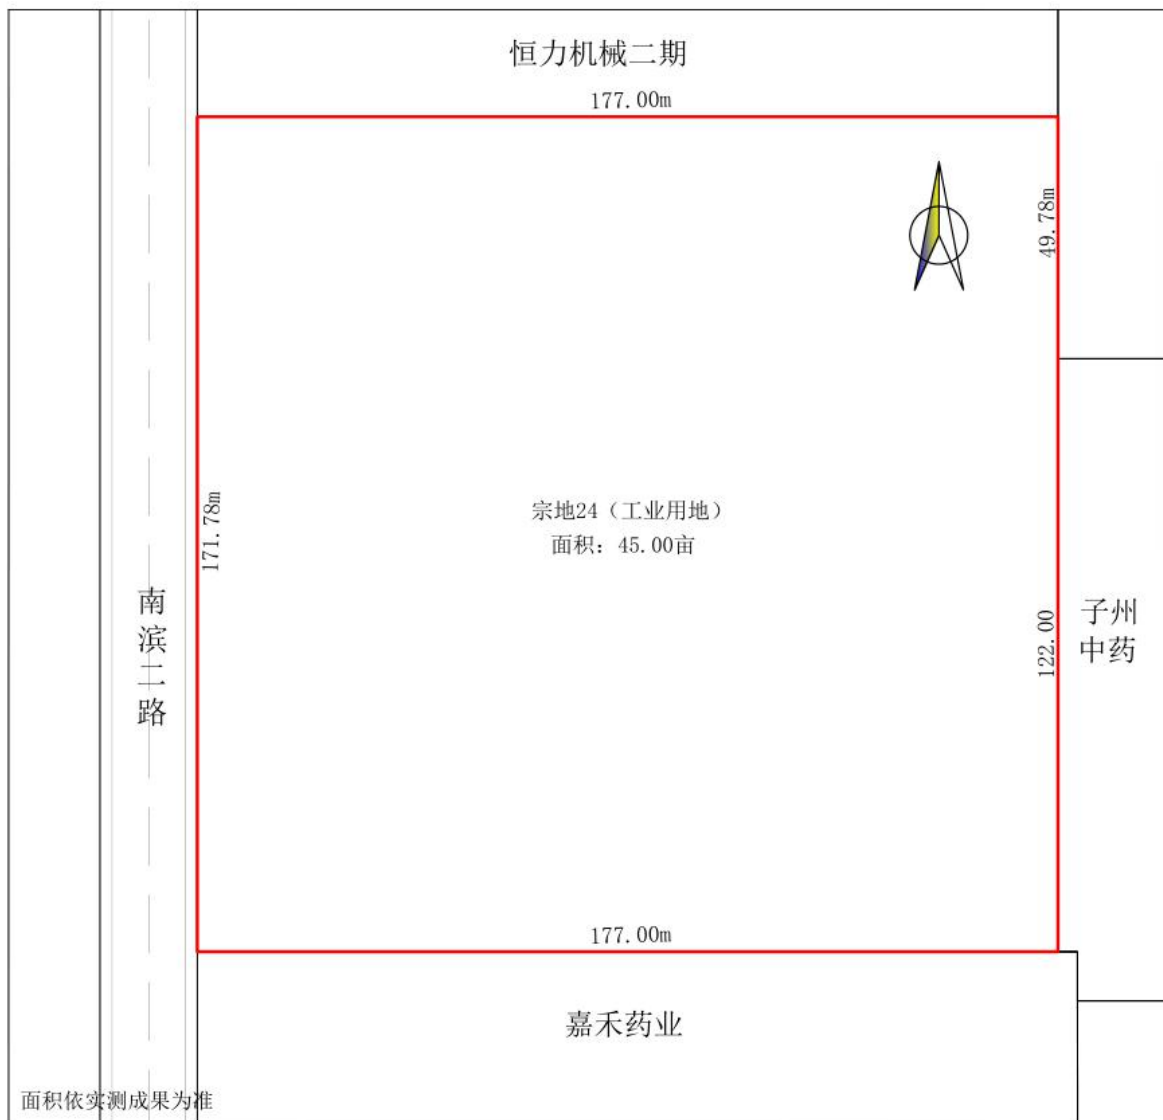 恒力机械二期
177.00m
49.78m
宗地24（工业用地）
面积：45.00亩
171.78m
南滨二路
122.00
子州
中药
177.00m
嘉禾药业
面积依实测成果为准